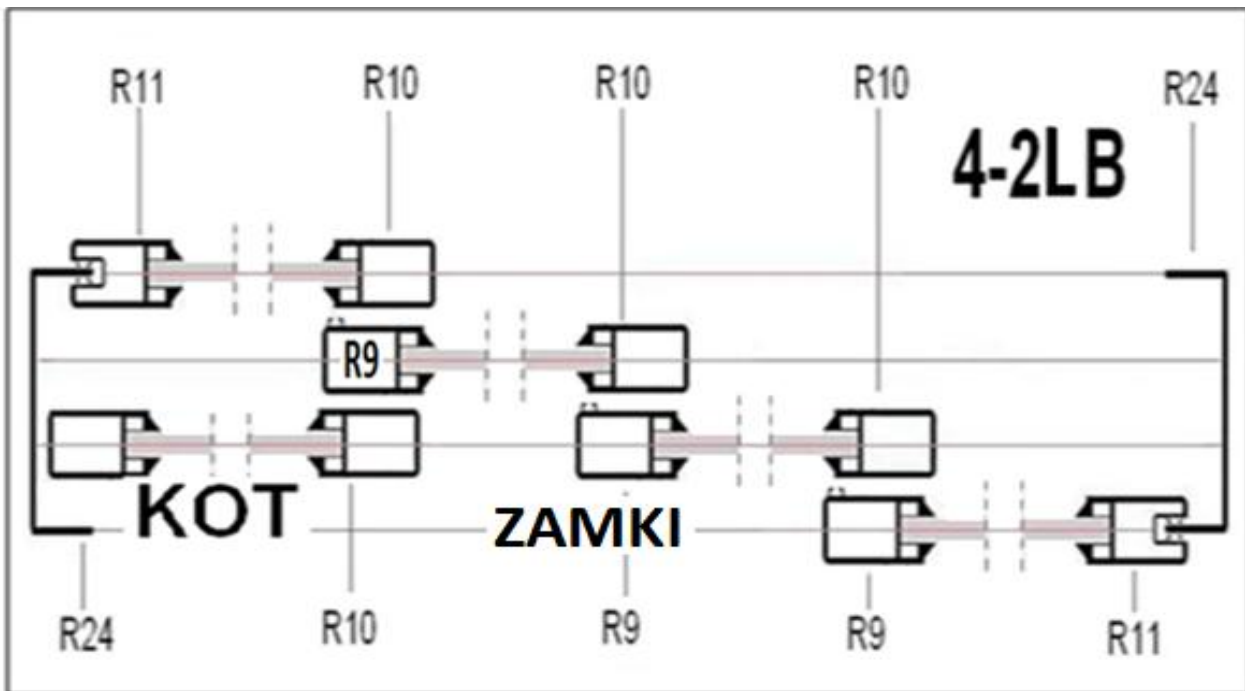 R11 R10 R10 R10 R24
4-2LB
R9
KOT
ZAMKI
R24 R10 R9 R9 R11